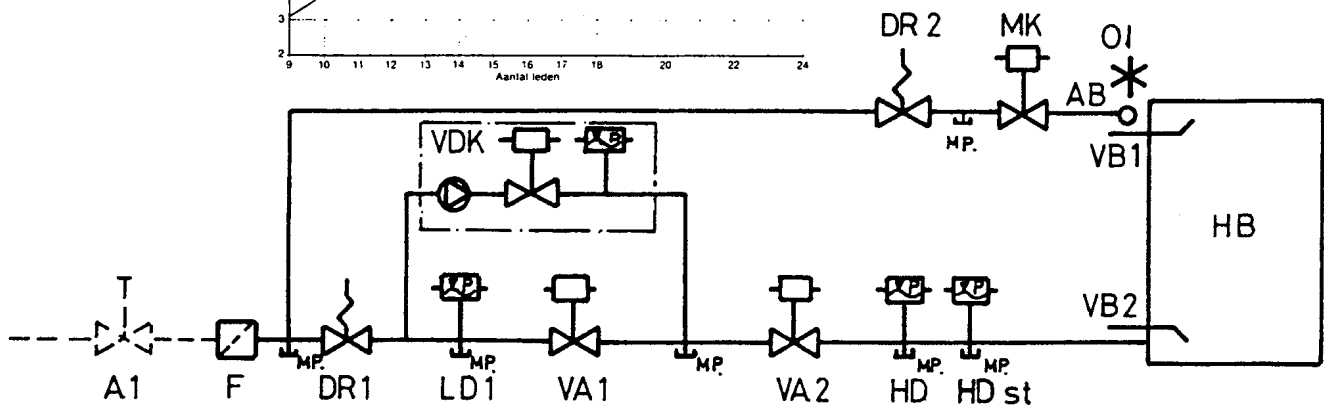 3
2
9 10 11 12 13 14 15 16 18 20 22 24
Aantal leden
DR 2 MK OI
AB
MP.
VDK P
VB1
HB
P P P
VB2
MP. MP. MP. MP. MP.
A1 F DR1 LD1 VA1 VA2 HD HD st